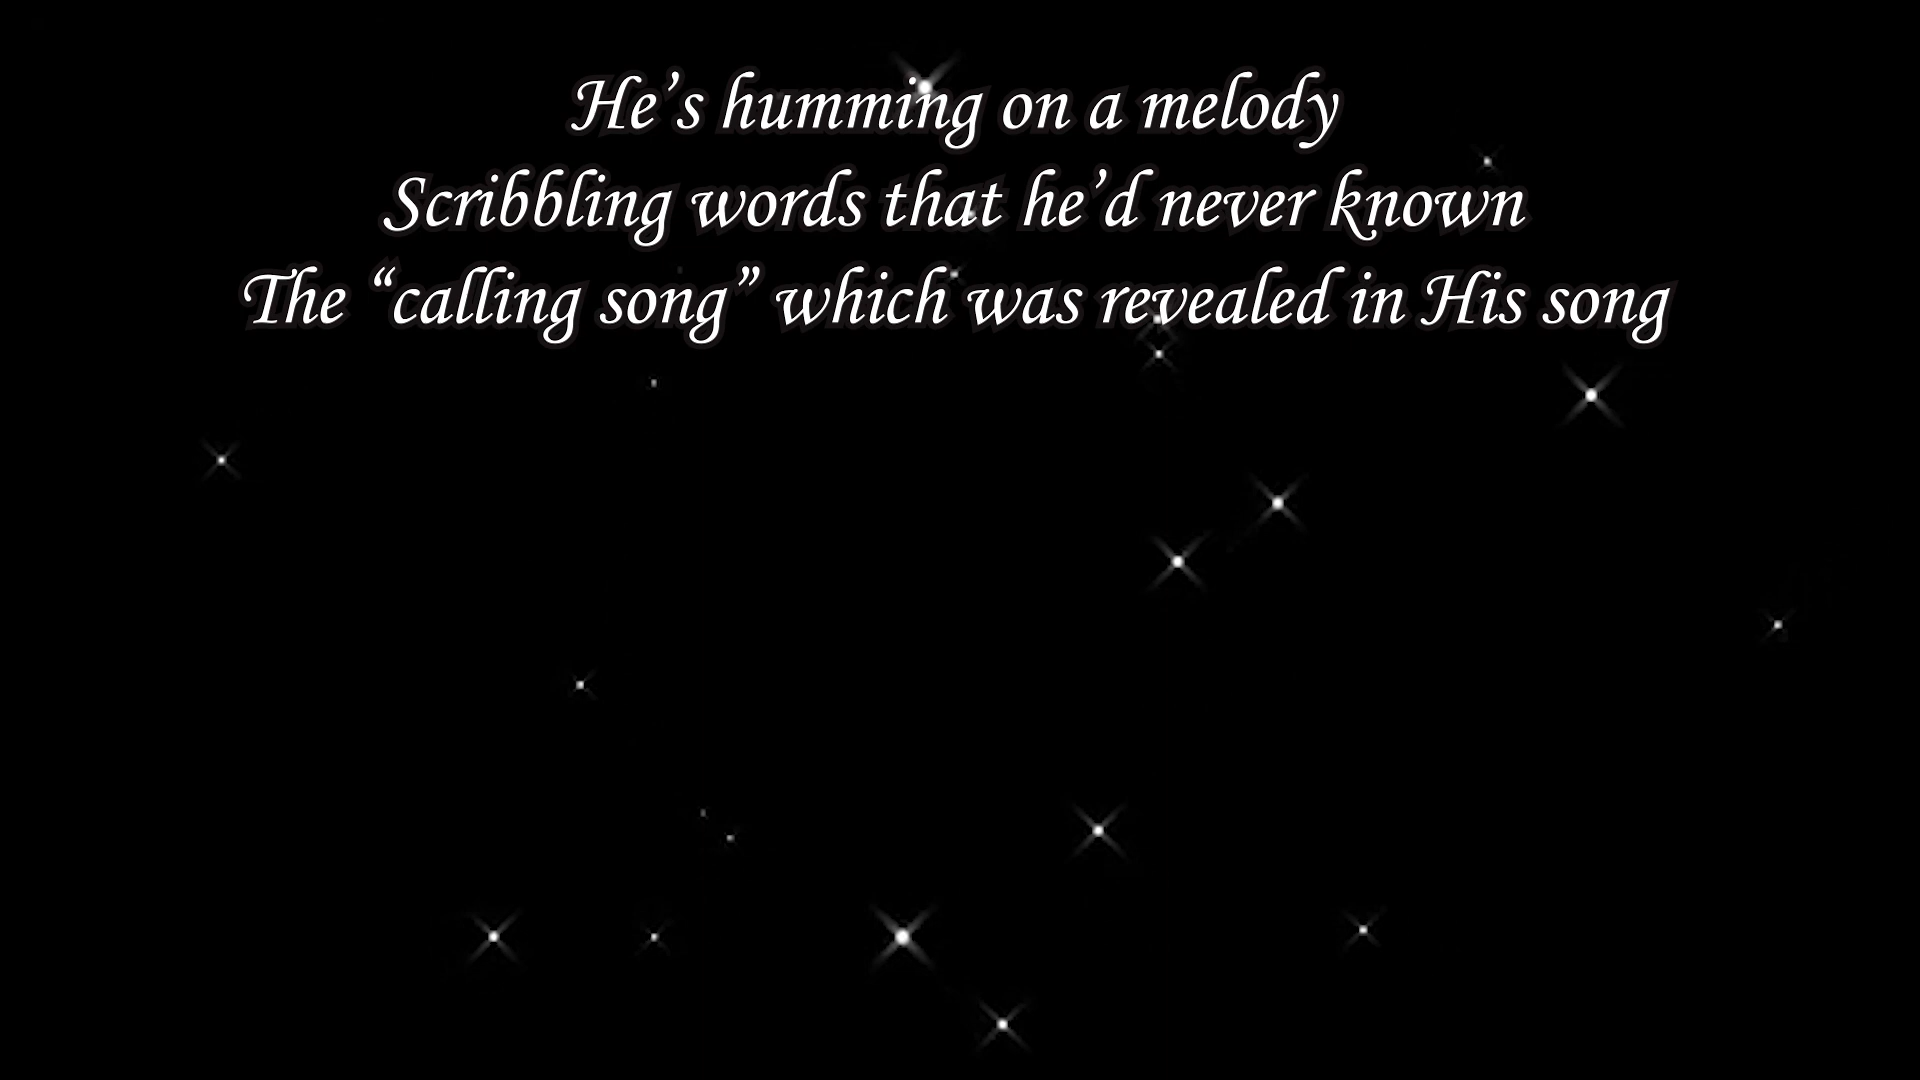 He’s humming on a melody
Scribbling words that he’d never known
The “calling song” which was revealed in His song